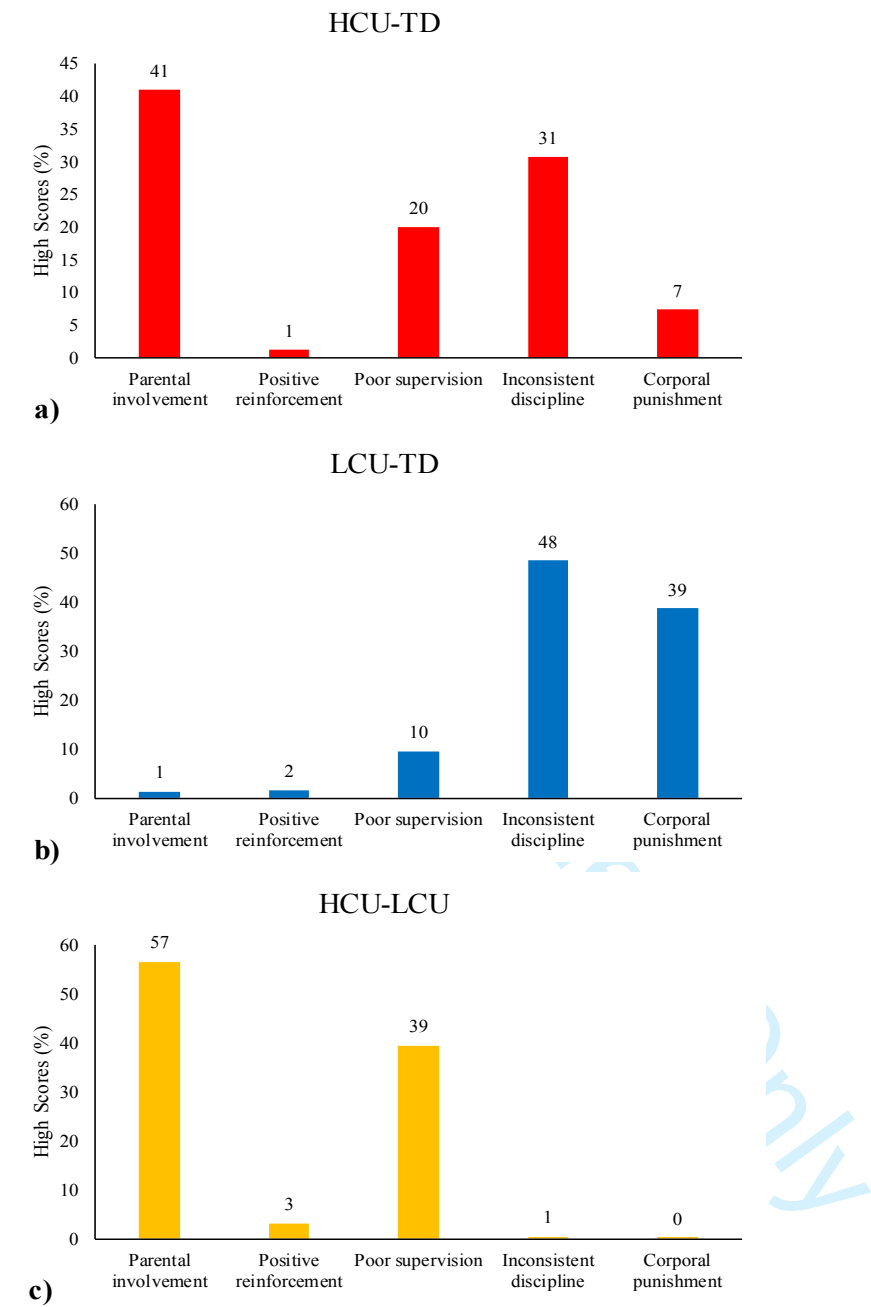 HCU-TD
High Scores (%)
45
40
35
30
25
20
15
10
5
0
41
1
20
31
7
Parental involvement
Positive reinforcement
Poor supervision
Inconsistent discipline
Corporal punishment
a)
LCU-TD
High Scores (%)
60
50
40
30
20
10
0
1
2
10
48
39
Parental involvement
Positive reinforcement
Poor supervision
Inconsistent discipline
Corporal punishment
b)
HCU-LCU
High Scores (%)
60
50
40
30
20
10
0
57
3
39
1
0
Parental involvement
Positive reinforcement
Poor supervision
Inconsistent discipline
Corporal punishment
c)